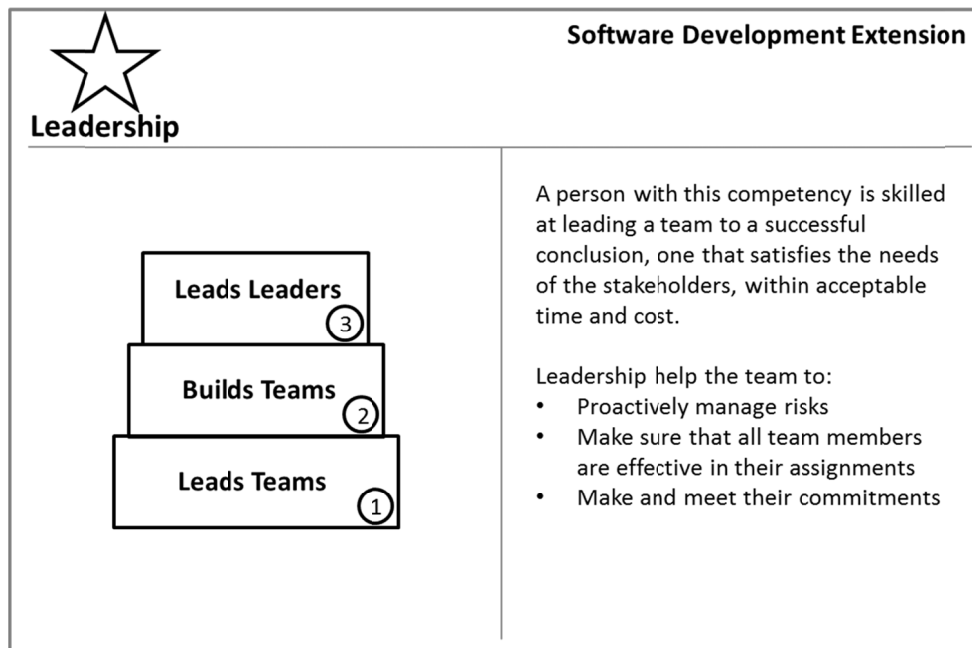 Software Development Extension
Leadership
Leads Leaders
3
Builds Teams
2
Leads Teams
1
A person with this competency is skilled
at leading a team to a successful
conclusion, one that satisfies the needs
of the stakeholders, within acceptable
time and cost.
Leadership help the team to:
• Proactively manage risks
• Make sure that all team members
are effective in their assignments
• Make and meet their commitments